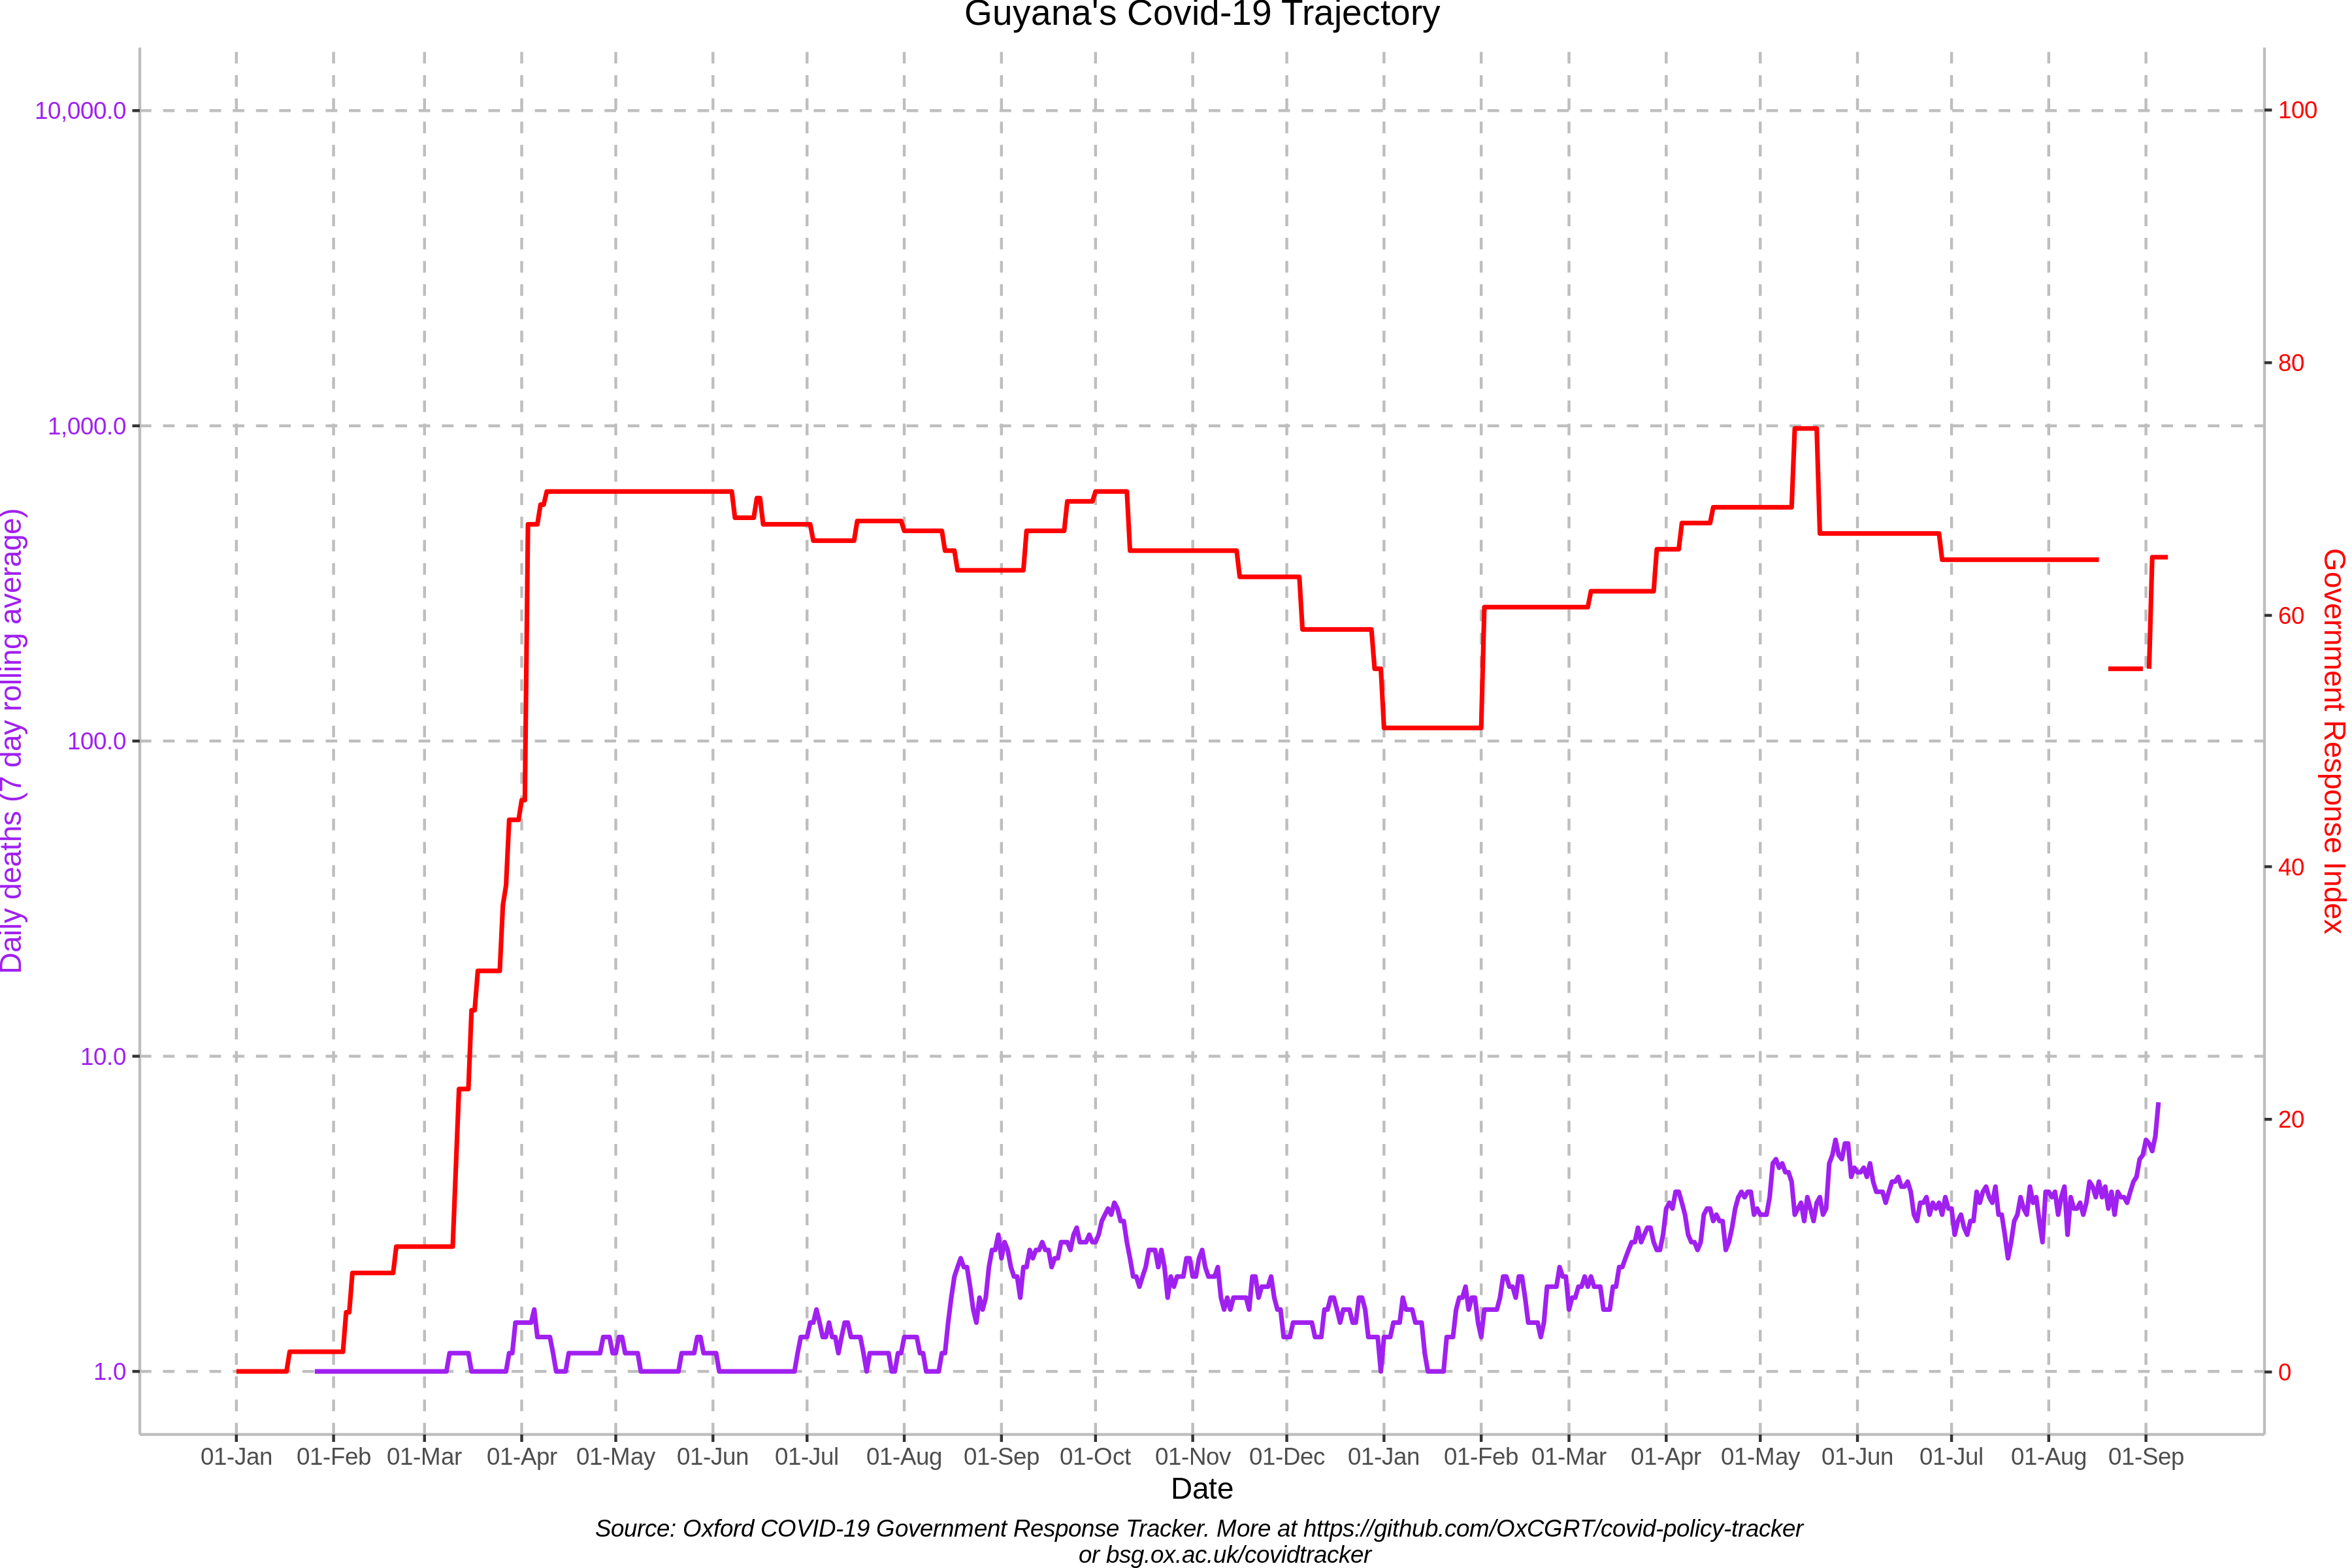 Guyana's Covid-19 Trajectory
10,000.0
1,000.0
100.0
10.0
1.0
Daily deaths (7 day rolling average)
100
80
60
40
20
0
Government Response Index
01-Jan 01-Feb 01-Mar 01-Apr 01-May 01-Jun 01-Jul 01-Aug 01-Sep 01-Oct 01-Nov 01-Dec 01-Jan 01-Feb 01-Mar 01-Apr 01-May 01-Jun 01-Jul 01-Aug 01-Sep
Date
Source: Oxford COVID-19 Government Response Tracker. More at https://github.com/OxCGRT/covid-policy-tracker
or bsg.ox.ac.uk/covidtracker